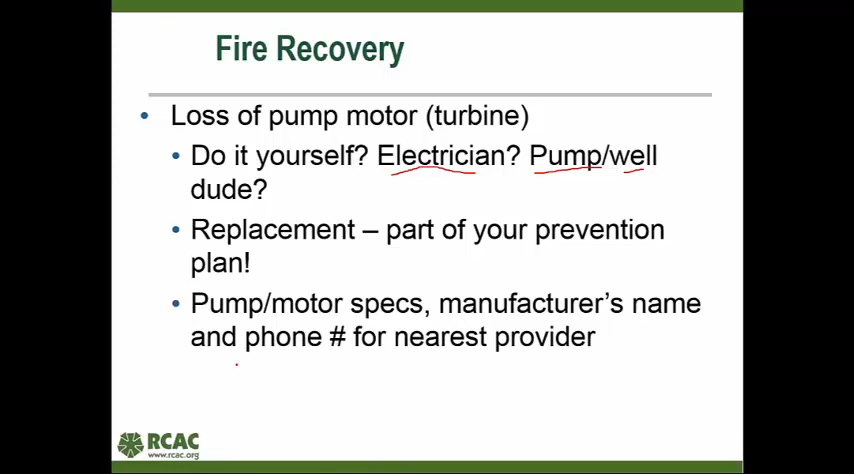 Fire Recovery
• Loss of pump motor (turbine)
• Do it yourself? Electrician? Pump/well
dude?
• Replacement – part of your prevention
plan!
• Pump/motor specs, manufacturer's name
and phone # for nearest provider
RCAC
www.rcac.org